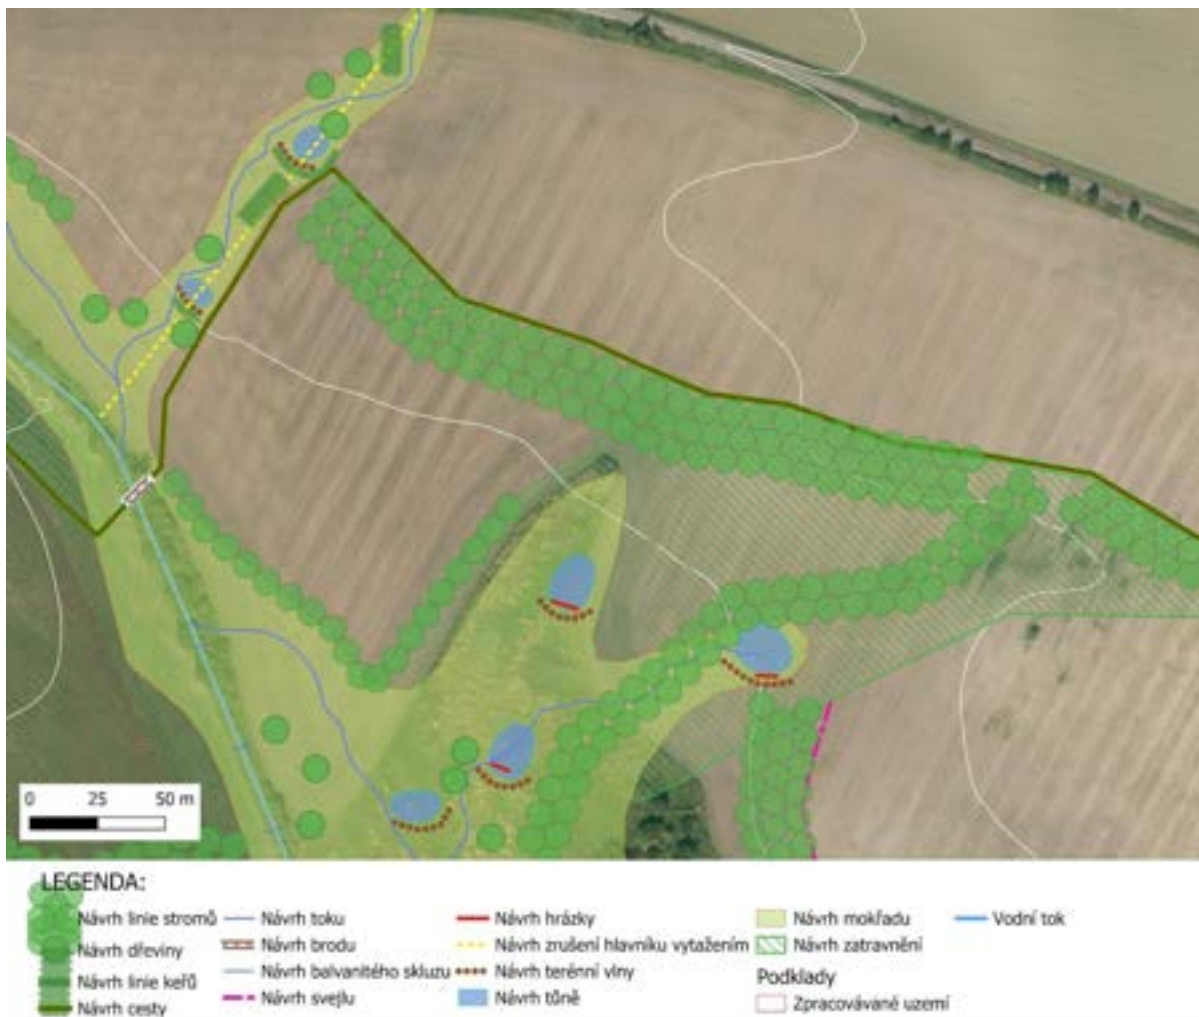 0 25 50 m
LEGENDA:
Návrh linie stromů
Návrh dřeviny
Návrh linie keřů
Návrh cesty
Návrh toku
Návrh brodu
Návrh balvanitého skluzu
Návrh svejlu
Návrh hrázky
Návrh zrušení hlavníku vytažením
Návrh terénní vlny
Návrh tůně
Návrh mokřadu
Návrh zatravnění
Podklady
Zpracovávané uzemí
Vodní tok